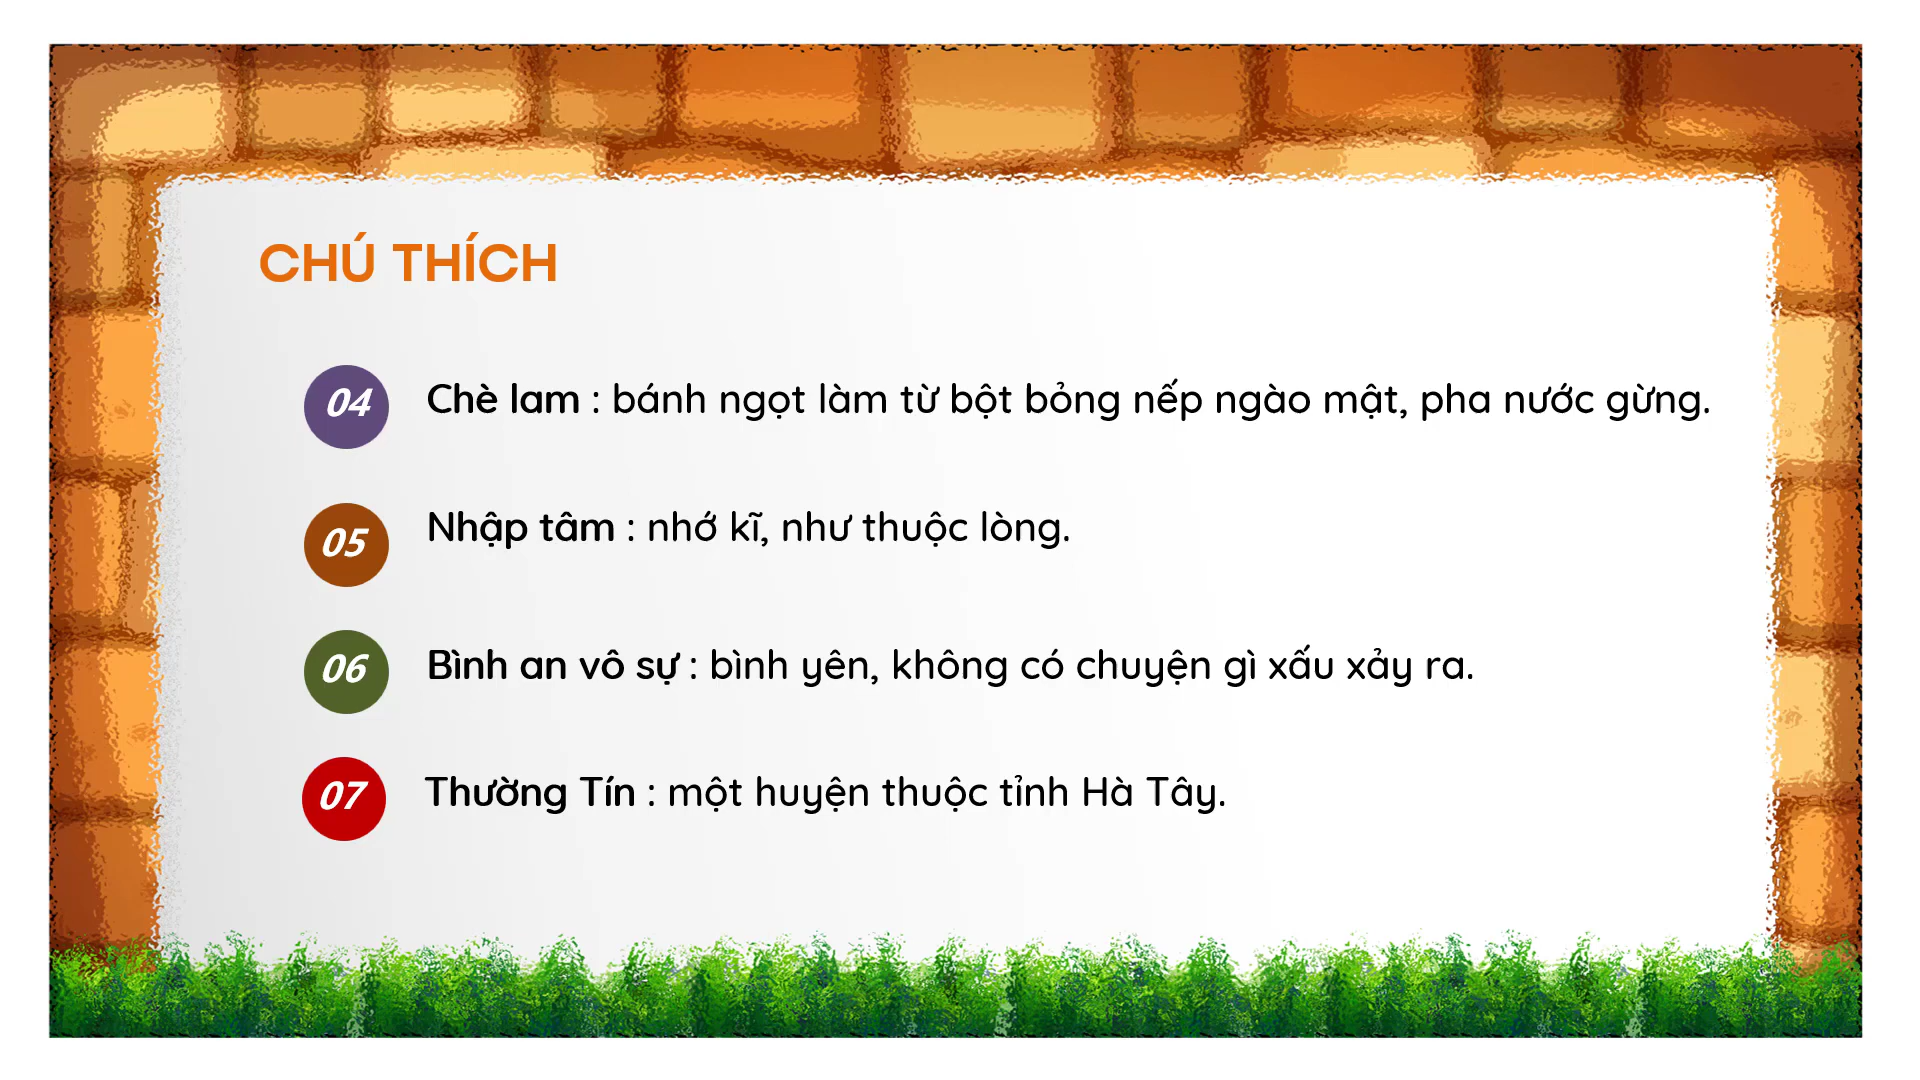 CHÚ THÍCH
04 Chè lam : bánh ngọt làm từ bột bỏng nếp ngào mật, pha nước gừng.
05 Nhập tâm : nhớ kĩ, như thuộc lòng.
06 Bình an vô sự : bình yên, không có chuyện gì xấu xảy ra.
07 Thường Tín : một huyện thuộc tỉnh Hà Tây.